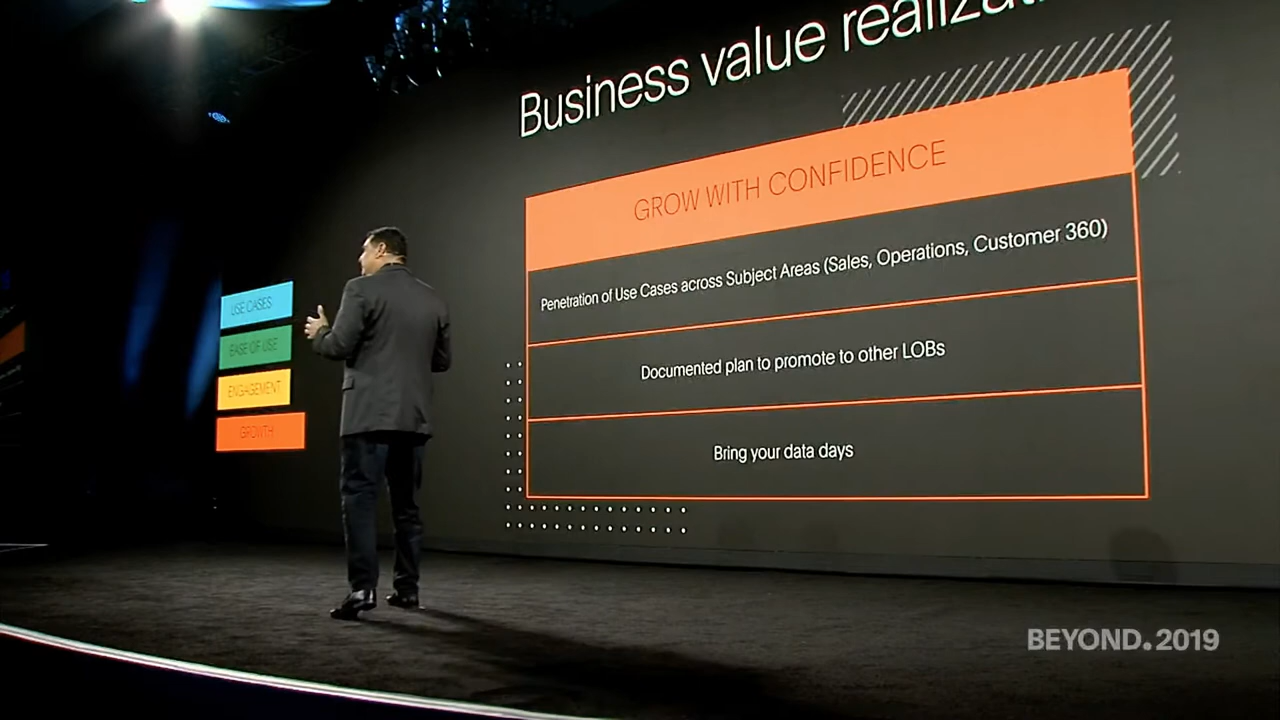 Business value
GROW WITH CONFIDENCE
Penetration of Use Cases across Subject Areas (Sales, Operations, Customer 360)
Documented plan to promote to other LOBs
Bring your data days
USE CASES
EASE OF USE
ENGAGEMENT
GROWTH
BEYOND.2019